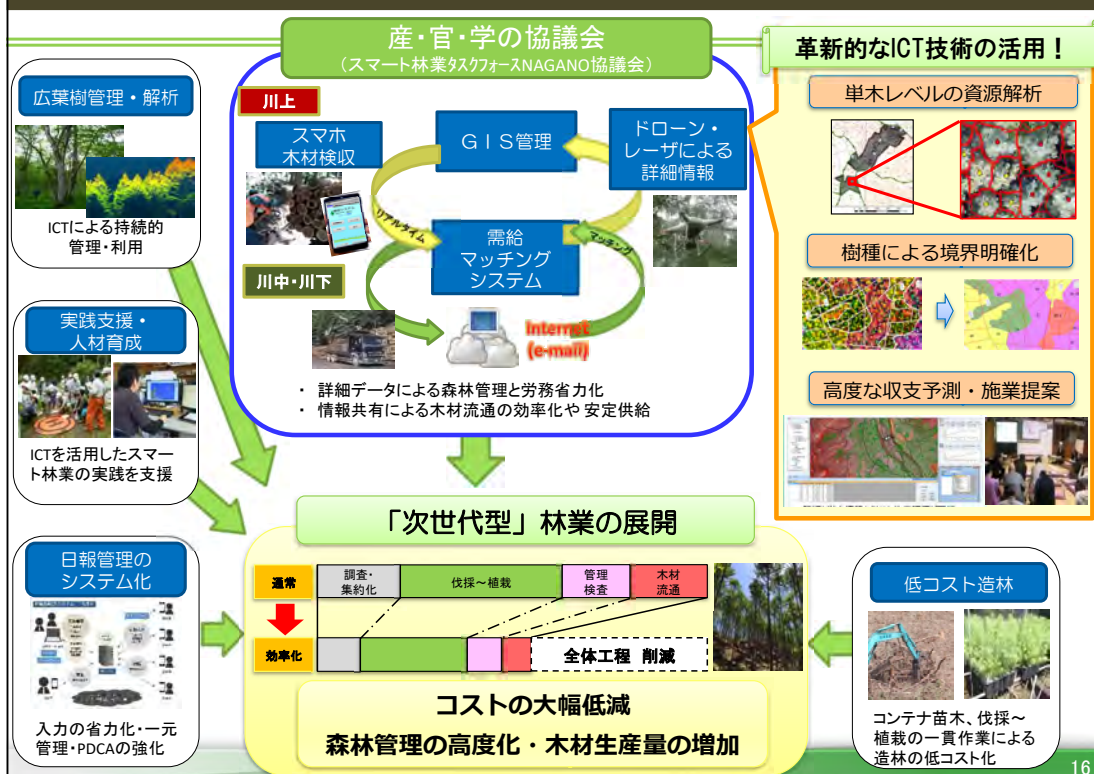 産・官・学の協議会
（スマート林業タスクフォースNAGANO協議会）
革新的なICT技術の活用！
広葉樹管理・解析
ICTによる持続的
管理・利用
実践支援・
人材育成
ICTを活用したスマー
ト林業の実践を支援
日報管理の
システム化
入力の省力化・一元
管理・PDCAの強化
川上
スマホ
木材検収
ＧＩＳ管理
ドローン・
レーザによる
詳細情報
リアルタイム
マッチング
需給
マッチング
システム
川中・川下
Internet
(e-mail)
・ 詳細データによる森林管理と労務省力化
・ 情報共有による木材流通の効率化や 安定供給
単木レベルの資源解析
樹種による境界明確化
高度な収支予測・施業提案
「次世代型」林業の展開
通常
調査・
集約化
伐採～植栽
管理
検査
木材
流通
効率化
全体工程 削減
コストの大幅低減
森林管理の高度化・木材生産量の増加
低コスト造林
コンテナ苗木、伐採～
植栽の一貫作業による
造林の低コスト化
16